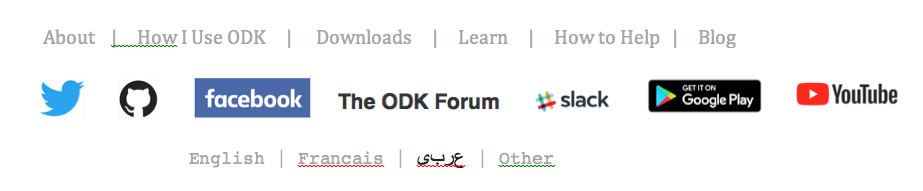 About | How I Use ODK | Downloads | Learn | How to Help | Blog
facebook The ODK Forum slack GET IT ON Google Play YouTube
English | Francais | عربی | Other